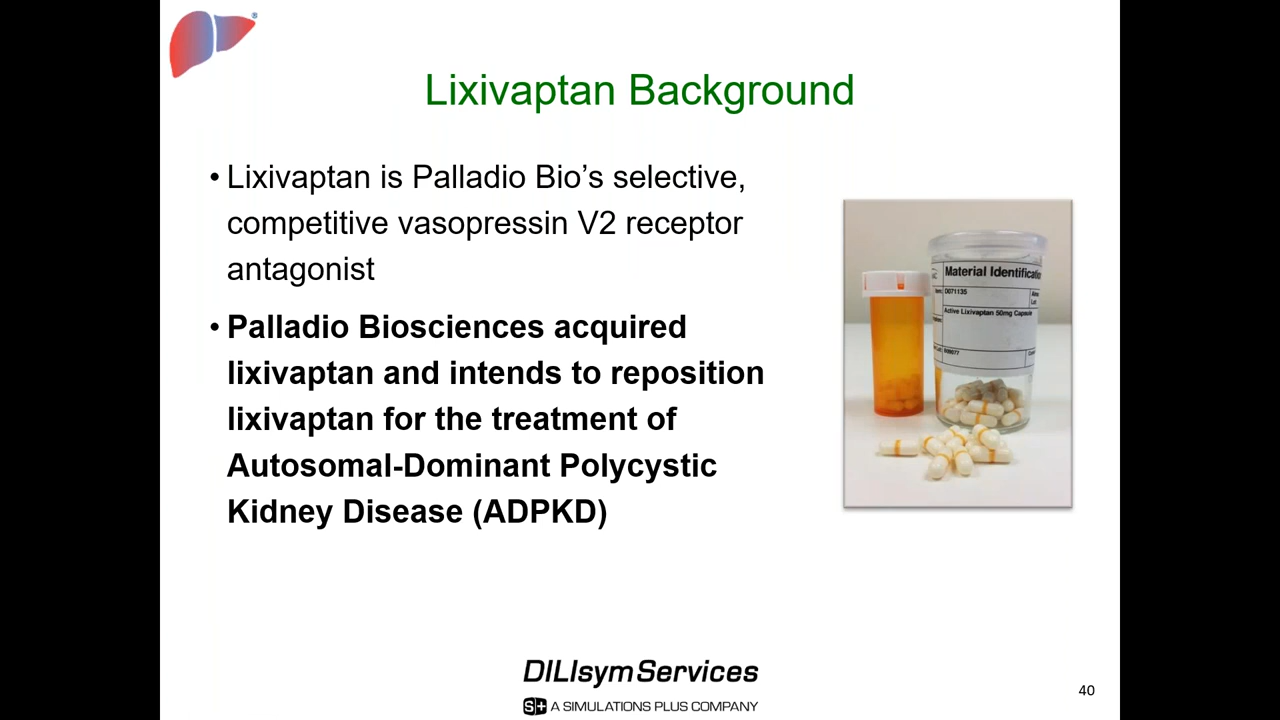 Lixivaptan Background
• Lixivaptan is Palladio Bio’s selective,
competitive vasopressin V2 receptor
antagonist
• Palladio Biosciences acquired
lixivaptan and intends to reposition
lixivaptan for the treatment of
Autosomal-Dominant Polycystic
Kidney Disease (ADPKD)
Material Identificatio
D071135
Active Lixivaptan 50mg Capsule
DILIsym Services
S+ A SIMULATIONS PLUS COMPANY
40